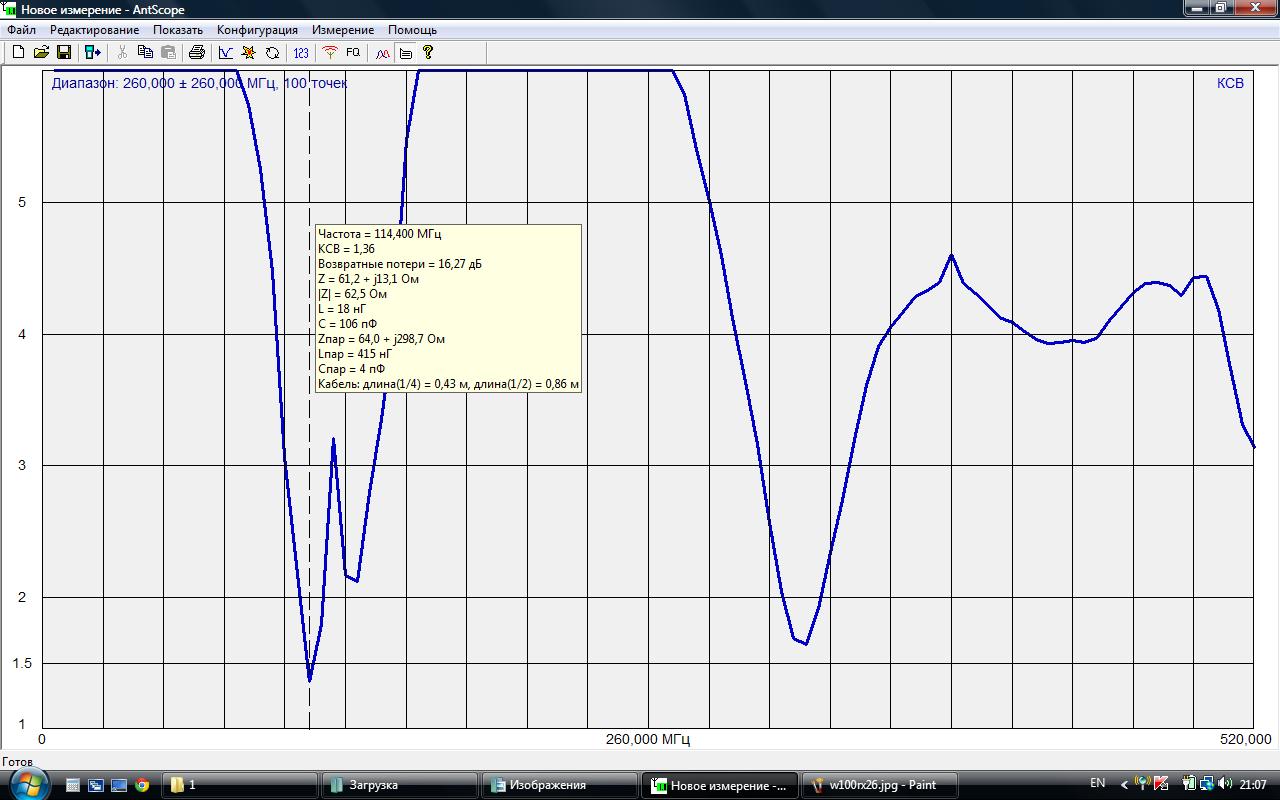 Новое измерение - AntScope
Файл Редактирование Показать Конфигурация Измерение Помощь
123 FQ
Диапазон: 260,000 ± 260,000 МГц, 100 точек
КСВ
5
4
3
2
1.5
1
Частота = 114,400 МГц
КСВ = 1,36
Возвратные потери = 16,27 дБ
Z = 61,2 + j13,1 Ом
|Z| = 62,5 Ом
L = 18 нГ
C = 106 пФ
Zпар = 64,0 + j298,7 Ом
Lпар = 415 нГ
Cпар = 4 пФ
Кабель: длина(1/4) = 0,43 м, длина(1/2) = 0,86 м
0 260,000 МГц 520,000
Готов
1 Загрузка Изображения Новое измерение -... w100rx26.jpg - Paint EN 21:07